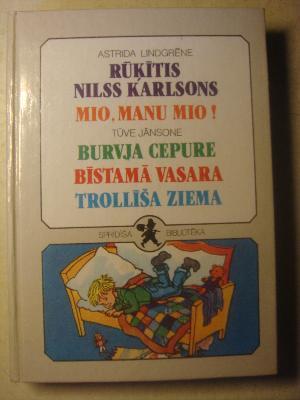 ASTRIDA LINDGRĒNE
RŪĶĪTIS
NILSS KARLSONS
MIO, MANU MIO!
TŪVE JĀNSONE
BURVJA CEPURE
BĪSTAMĀ VASARA
TROLLĪŠA ZIEMA
SPRĪDĪŠA BIBLIOTĒKA